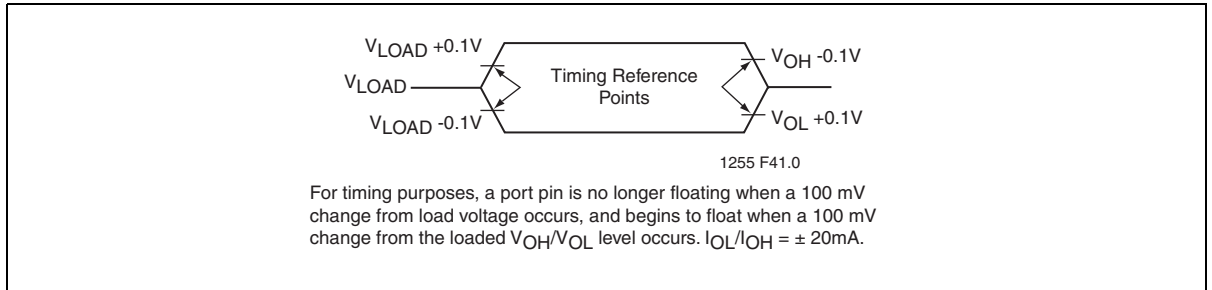 VLOAD +0.1V
VLOAD
VLOAD -0.1V
Timing Reference
Points
VOH -0.1V
VOL +0.1V
1255 F41.0
For timing purposes, a port pin is no longer floating when a 100 mV
change from load voltage occurs, and begins to float when a 100 mV
change from the loaded VOH/VOL level occurs. IOL/IOH = ± 20mA.